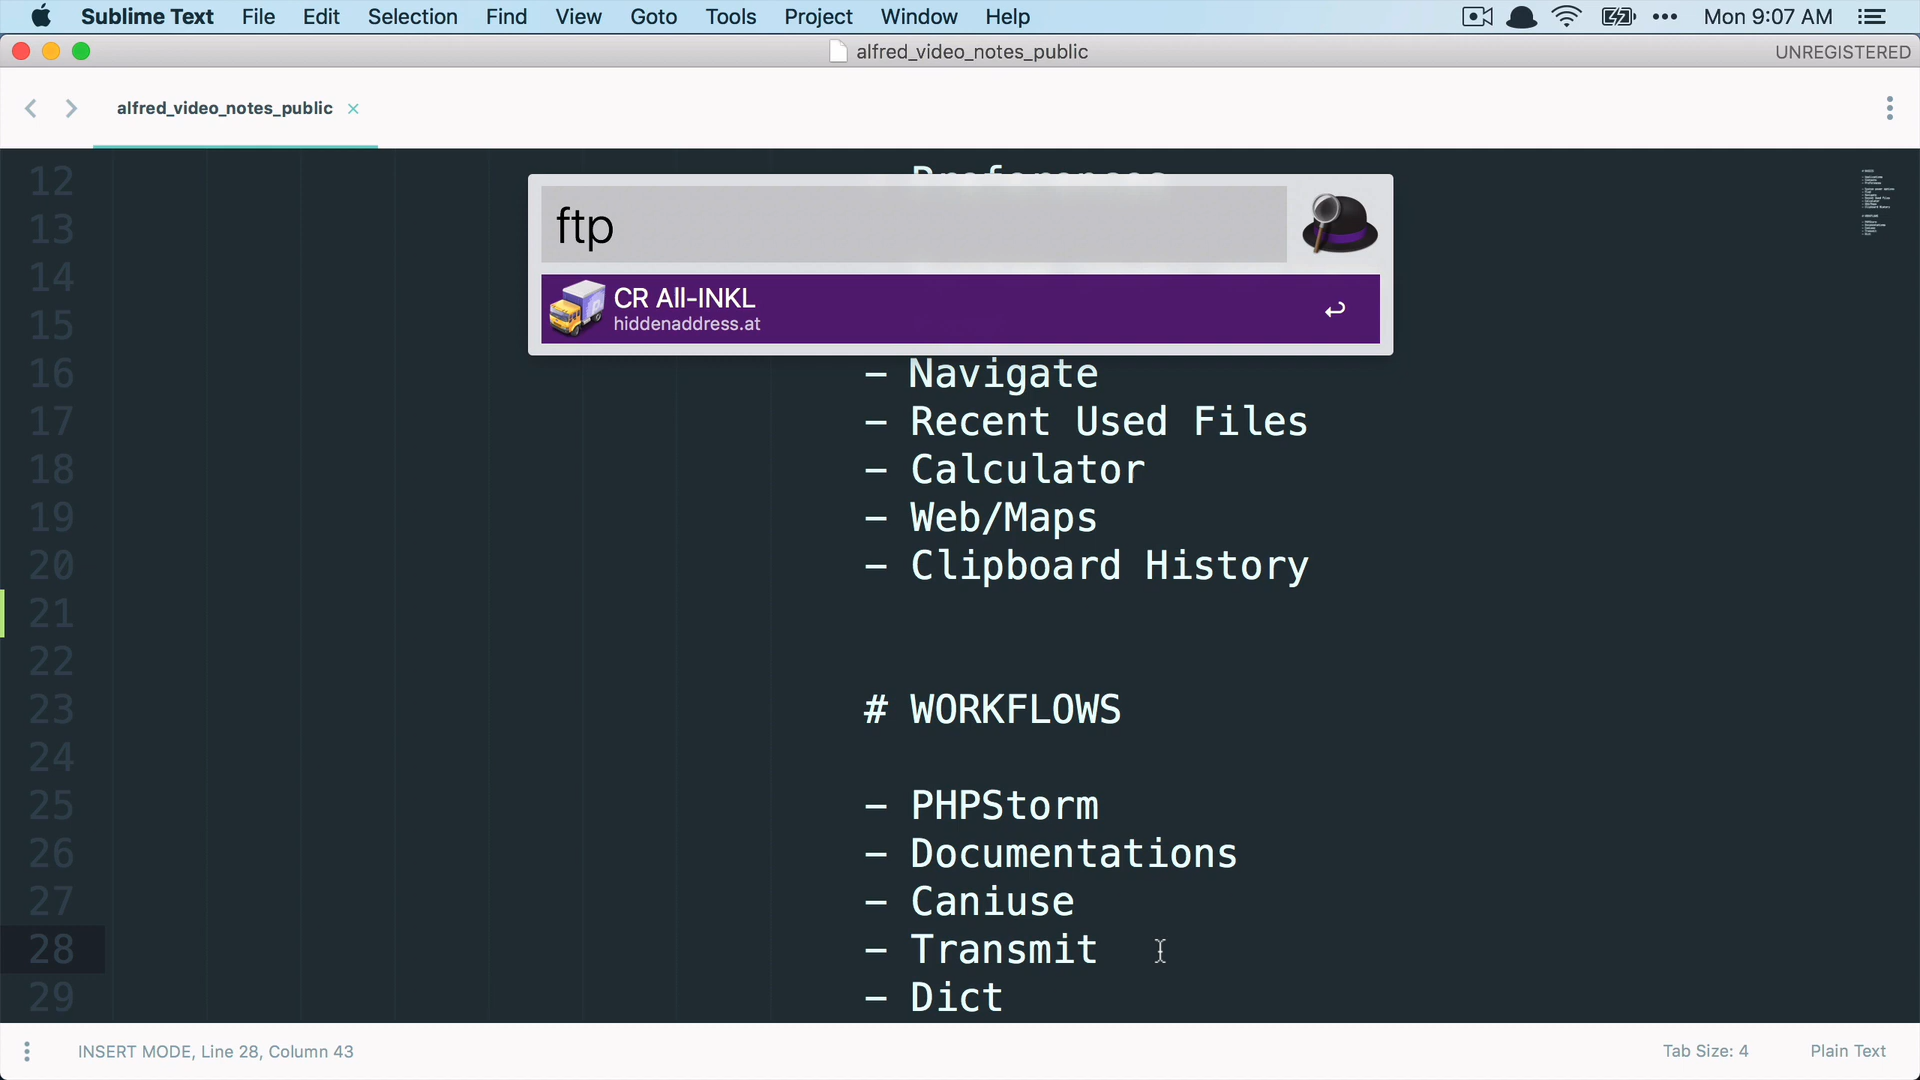 Sublime Text File Edit Selection Find View Goto Tools Project Window Help Mon 9:07 AM
alfred_video_notes_public UNREGISTERED
alfred_video_notes_public ×
12 Preferences
ftp
13
14
CR All-INKL
hiddenaddress.at
15
16 – Navigate
17 – Recent Used Files
18 – Calculator
19 – Web/Maps
20 – Clipboard History
21
22
23 # WORKFLOWS
24
25 – PHPStorm
26 – Documentations
27 – Caniuse
28 – Transmit
29 – Dict
INSERT MODE, Line 28, Column 43 Tab Size: 4 Plain Text